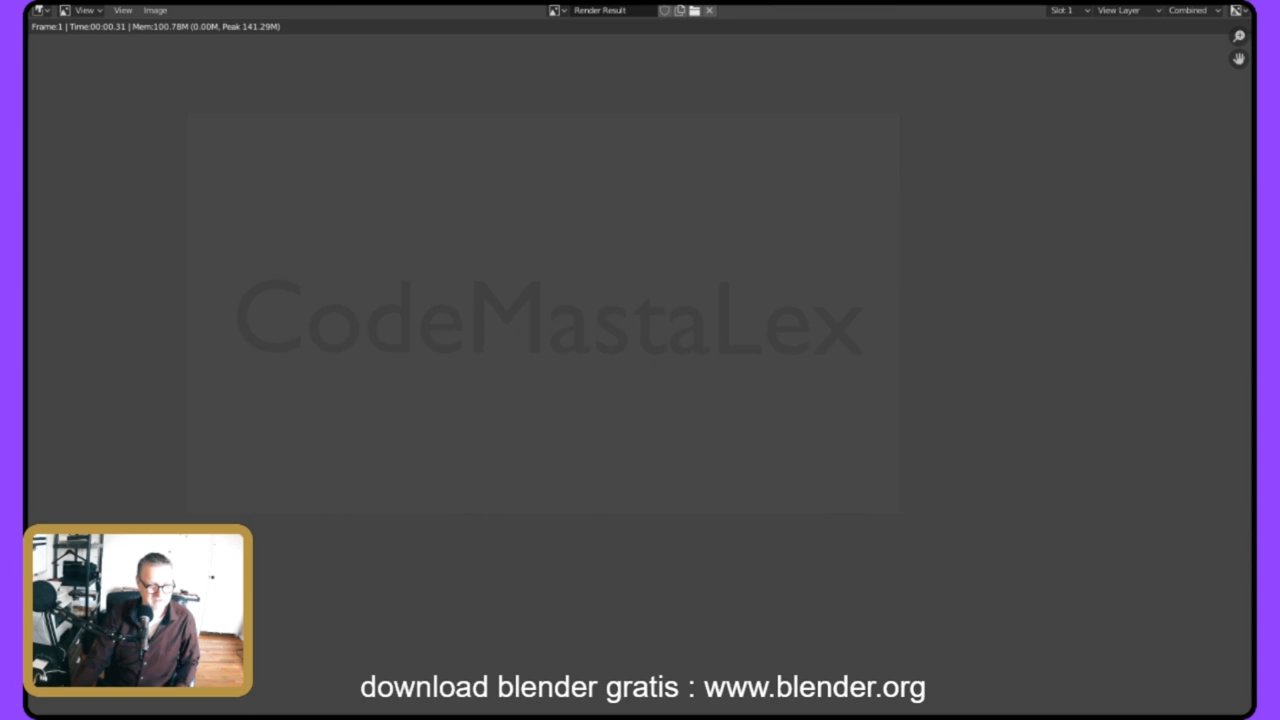 View View Image Render Result Slot 1 View Layer Combined
Frame:1 | Time:00:00.31 | Mem:100.78M (0.00M, Peak 141.29M)
CodeMastaLex
download blender gratis : www.blender.org